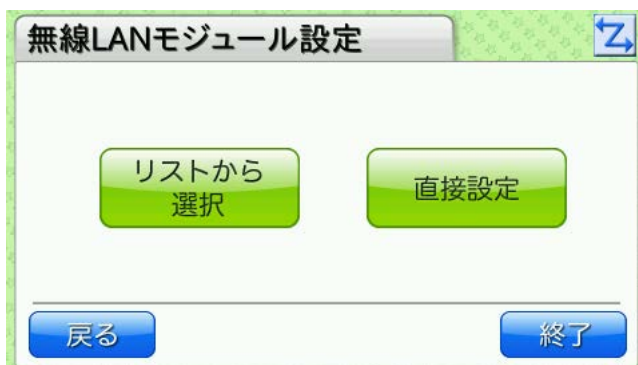 無線LANモジュール設定
リストから
選択
直接設定
戻る
終了